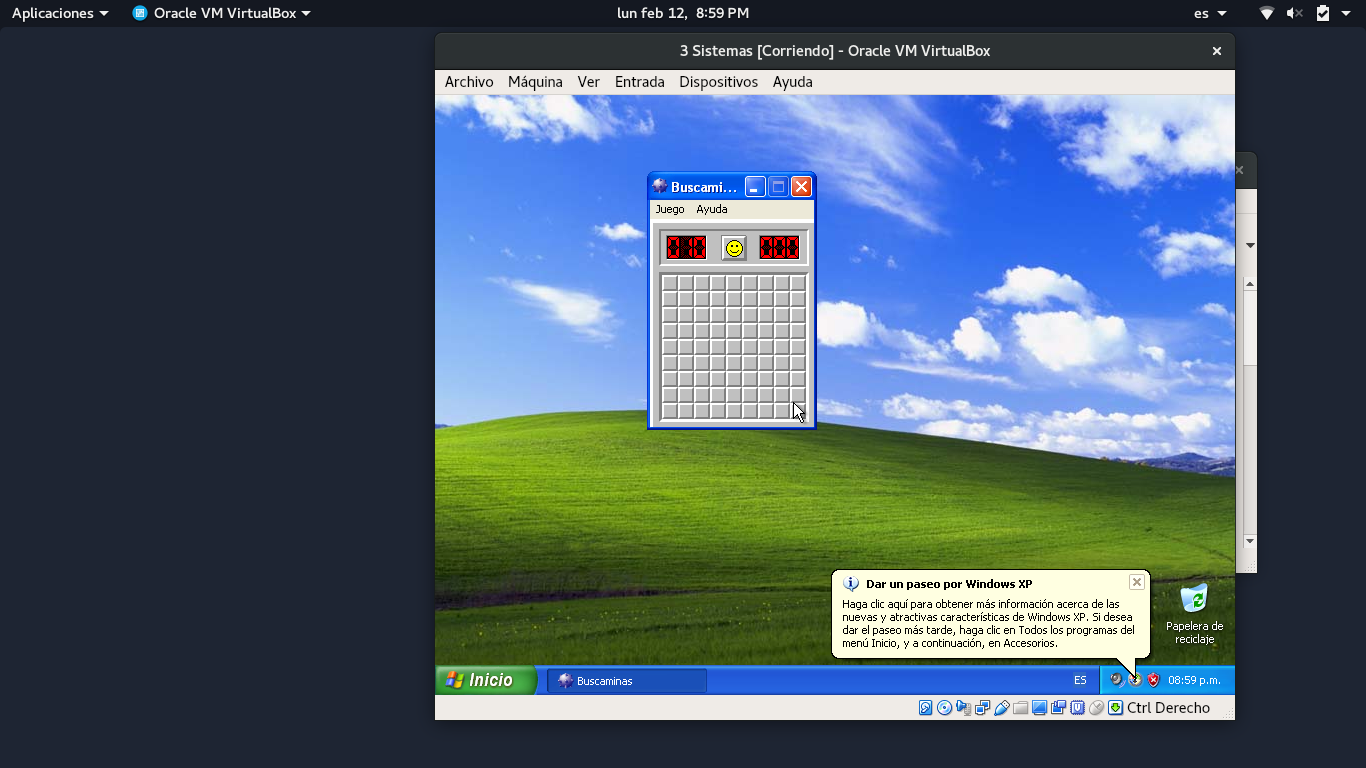 Aplicaciones
Oracle VM VirtualBox
lun feb 12, 8:59 PM
es
3 Sistemas [Corriendo] - Oracle VM VirtualBox
Archivo Máquina Ver Entrada Dispositivos Ayuda
Buscami...
Juego Ayuda
Dar un paseo por Windows XP
Haga clic aquí para obtener más información acerca de las
nuevas y atractivas características de Windows XP. Si desea
dar el paseo más tarde, haga clic en Todos los programas del
menú Inicio, y a continuación, en Accesorios.
Papelera de
reciclaje
Inicio
Buscaminas
ES
08:59 p.m.
Ctrl Derecho